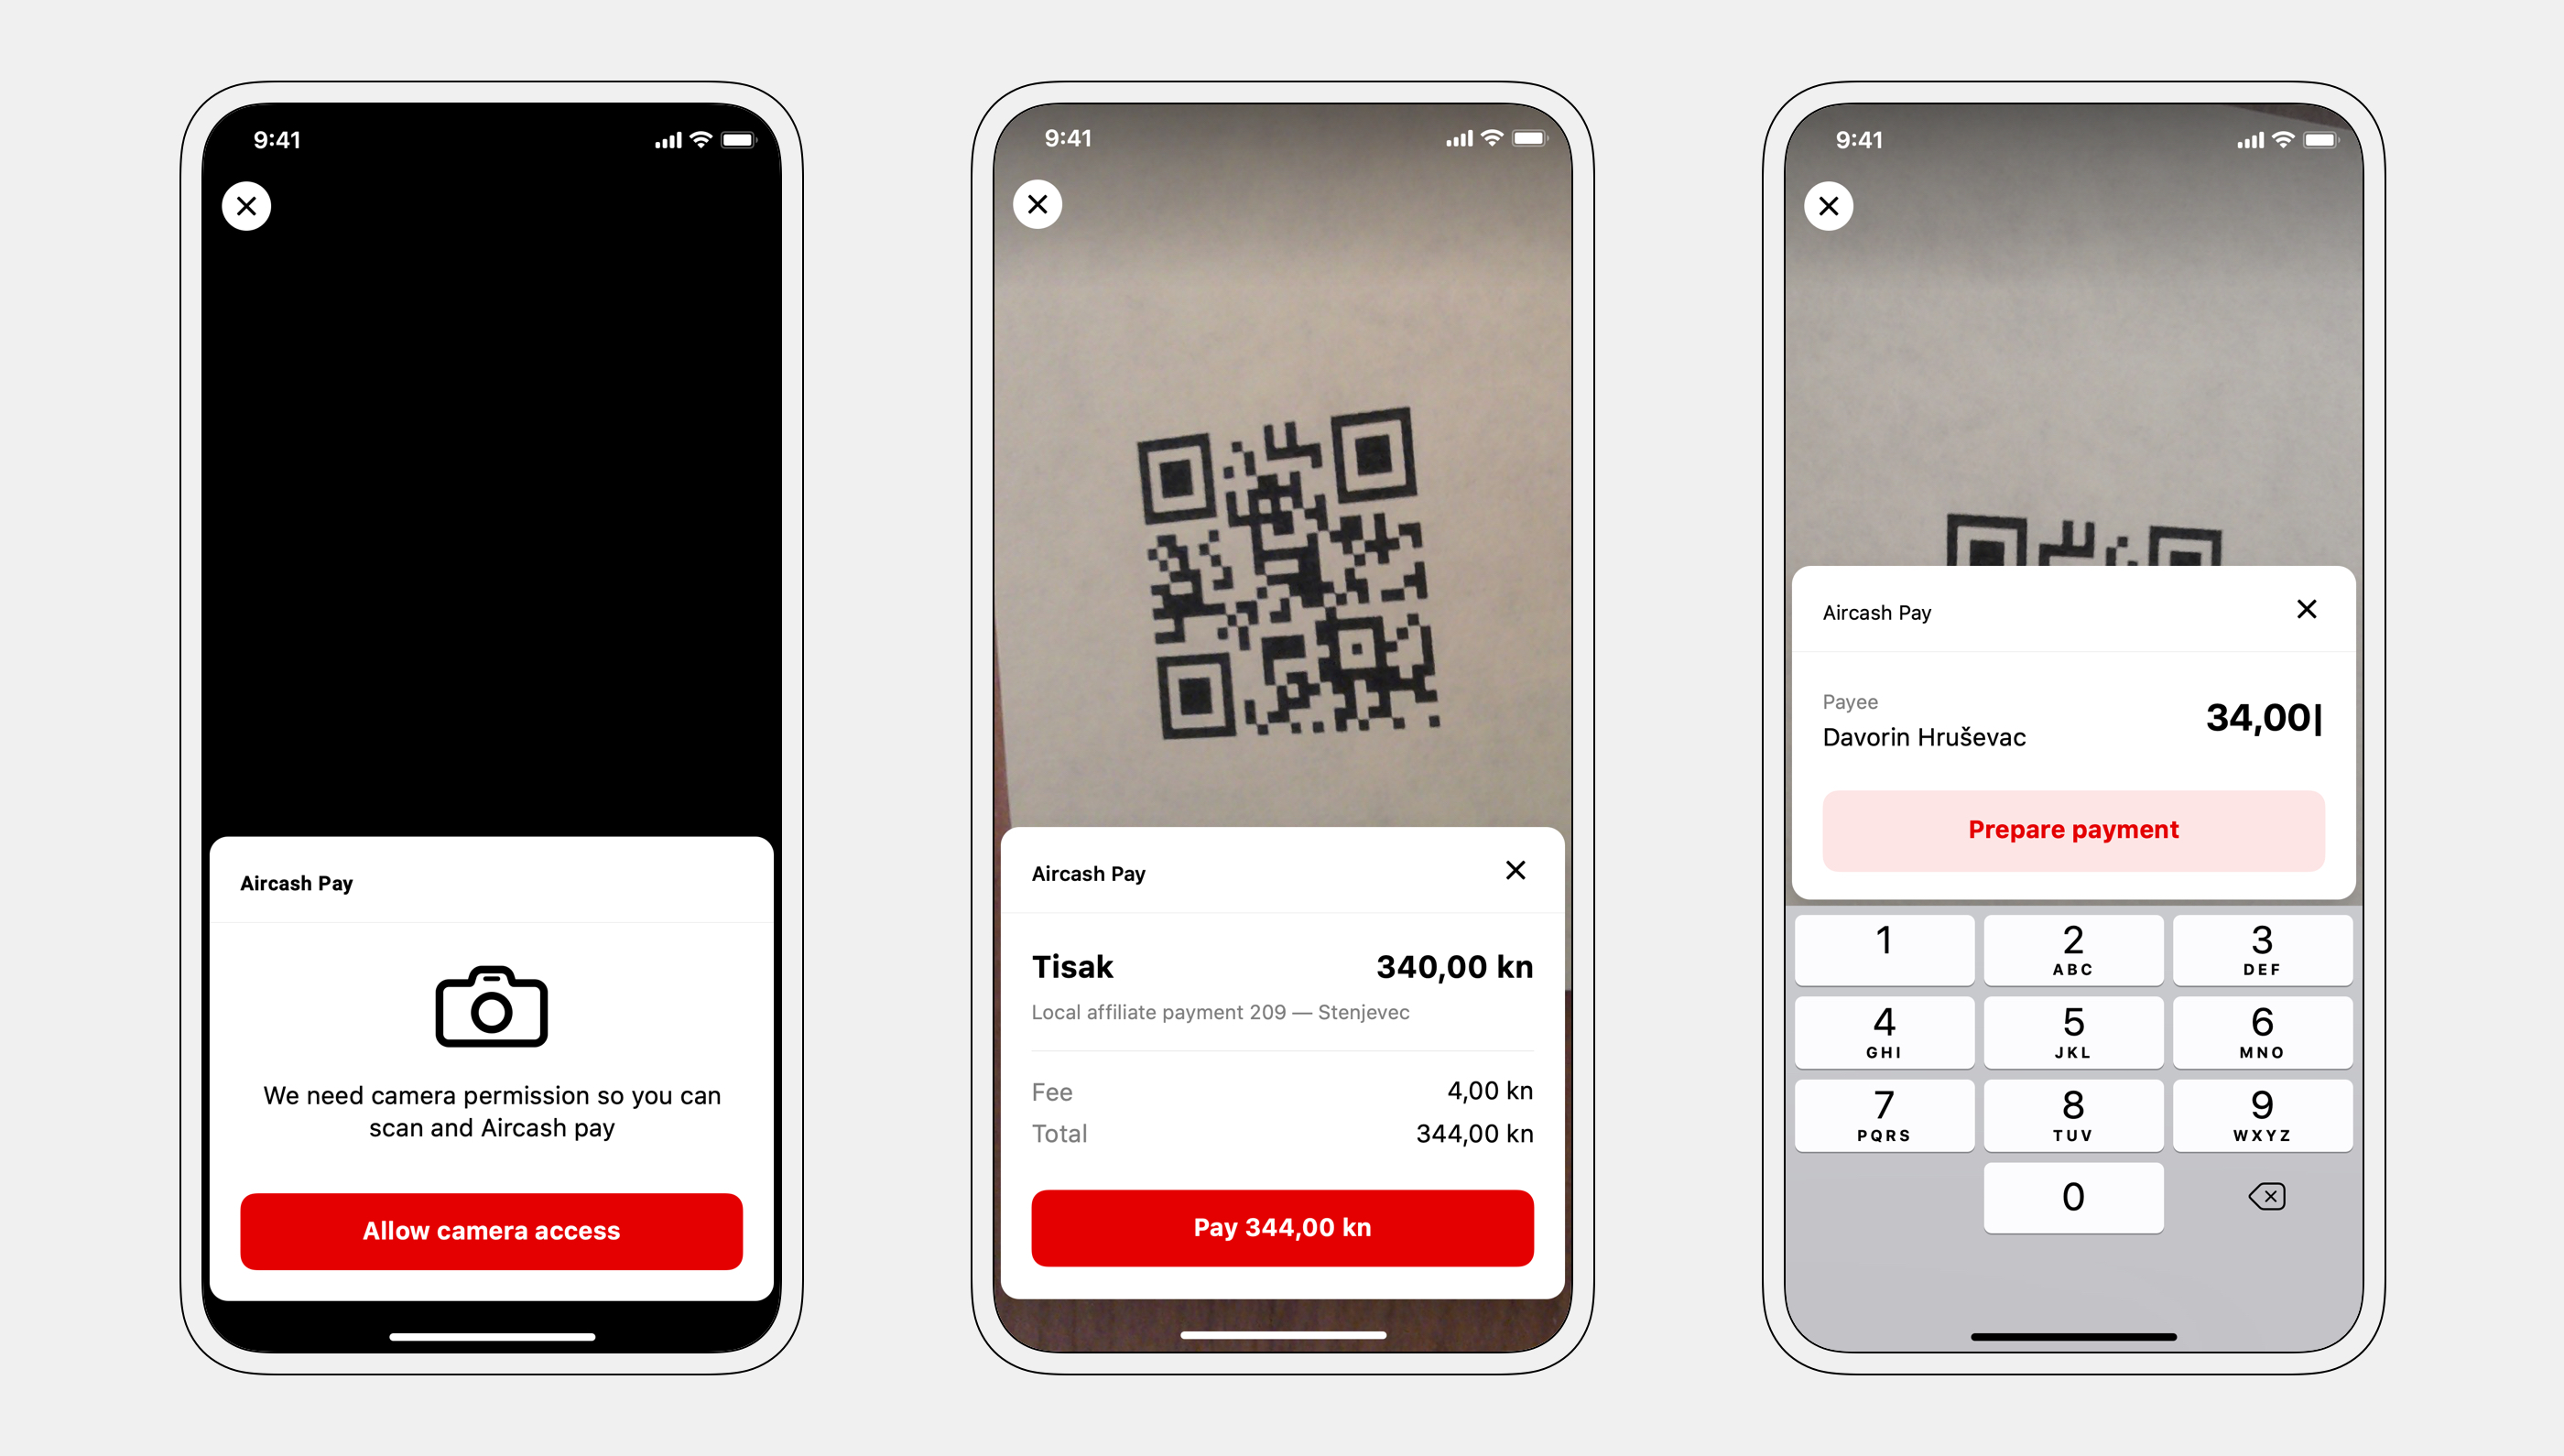 9:41
Aircash Pay
We need camera permission so you can
scan and Aircash pay
Allow camera access
9:41
Aircash Pay
Tisak 340,00 kn
Local affiliate payment 209 — Stenjevec
Fee 4,00 kn
Total 344,00 kn
Pay 344,00 kn
9:41
Aircash Pay
Payee
Davorin Hruševac
34,00
Prepare payment
1 2 3
ABC DEF
4 5 6
GHI JKL MNO
7 8 9
PQRS TUV WXYZ
0